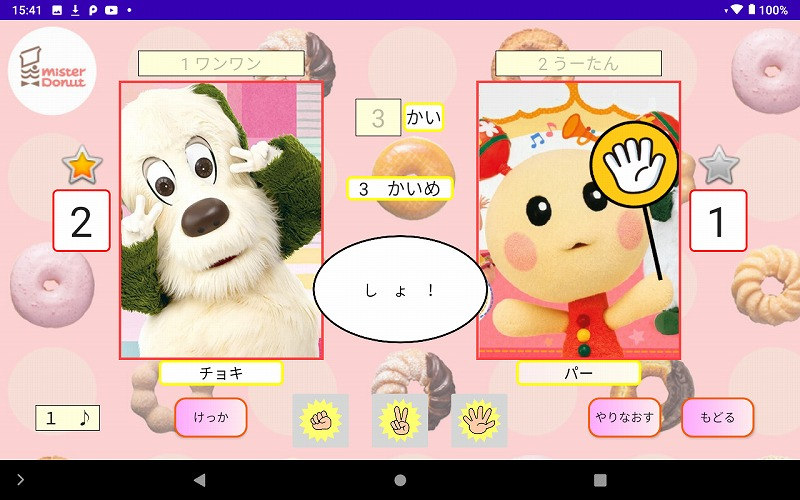 15:41
100%
mister
Donut
1 ワンワン
2 うーたん
3 かい
3 かいめ
2
1
し ょ ！
チョキ
パー
1 ♪
けっか
やりなおす
もどる